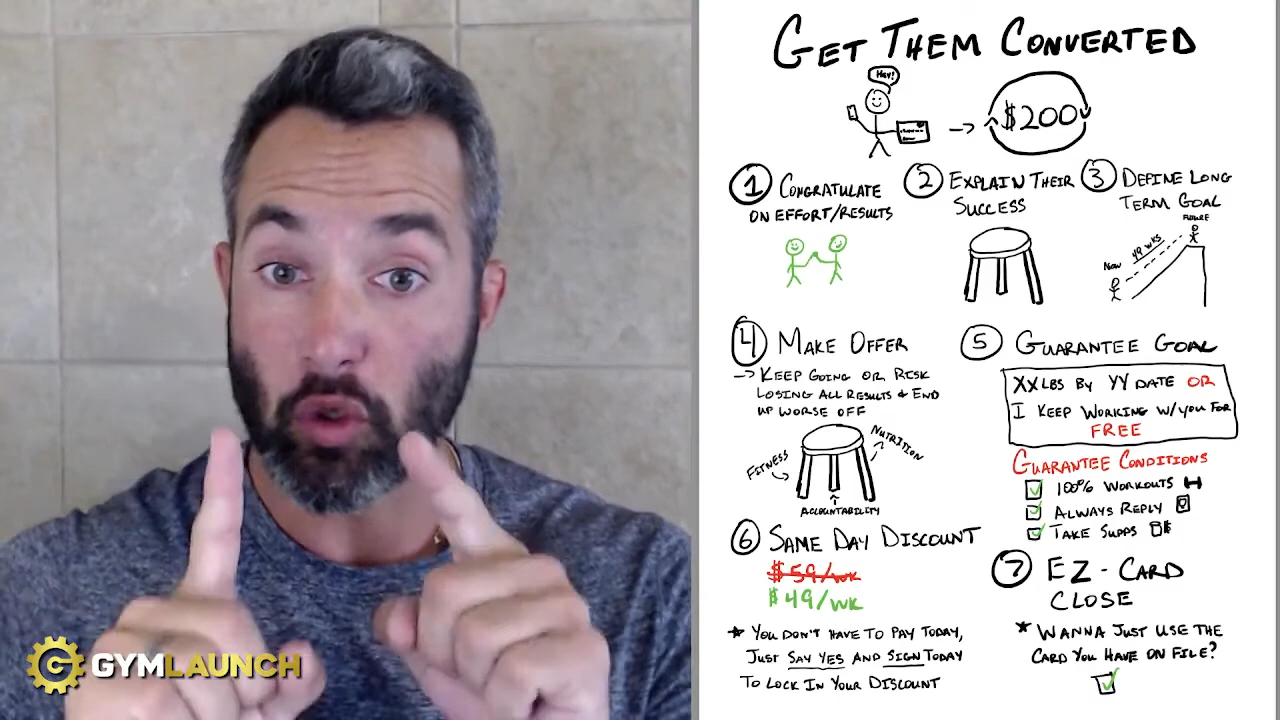 GET THEM CONVERTED
HEY!
$200
1 CONGRATULATE
ON EFFORT/RESULTS
2 EXPLAIN THEIR
SUCCESS
3 DEFINE LONG
TERM GOAL
FUTURE
49 WKS
NOW
4 MAKE OFFER
→ KEEP GOING OR RISK
LOSING ALL RESULTS & END
UP WORSE OFF
FITNESS
NUTRITION
ACCOUNTABILITY
5 GUARANTEE GOAL
XXLBS BY YY DATE OR
I KEEP WORKING W/YOU FOR
FREE
GUARANTEE CONDITIONS
100% WORKOUTS
ALWAYS REPLY
TAKE SUPPS
6 SAME DAY DISCOUNT
$59/WK
$49/WK
* YOU DON'T HAVE TO PAY TODAY,
JUST SAY YES AND SIGN TODAY
TO LOCK IN YOUR DISCOUNT
7 EZ-CARD
CLOSE
* WANNA JUST USE THE
CARD YOU HAVE ON FILE?
GYMLAUNCH